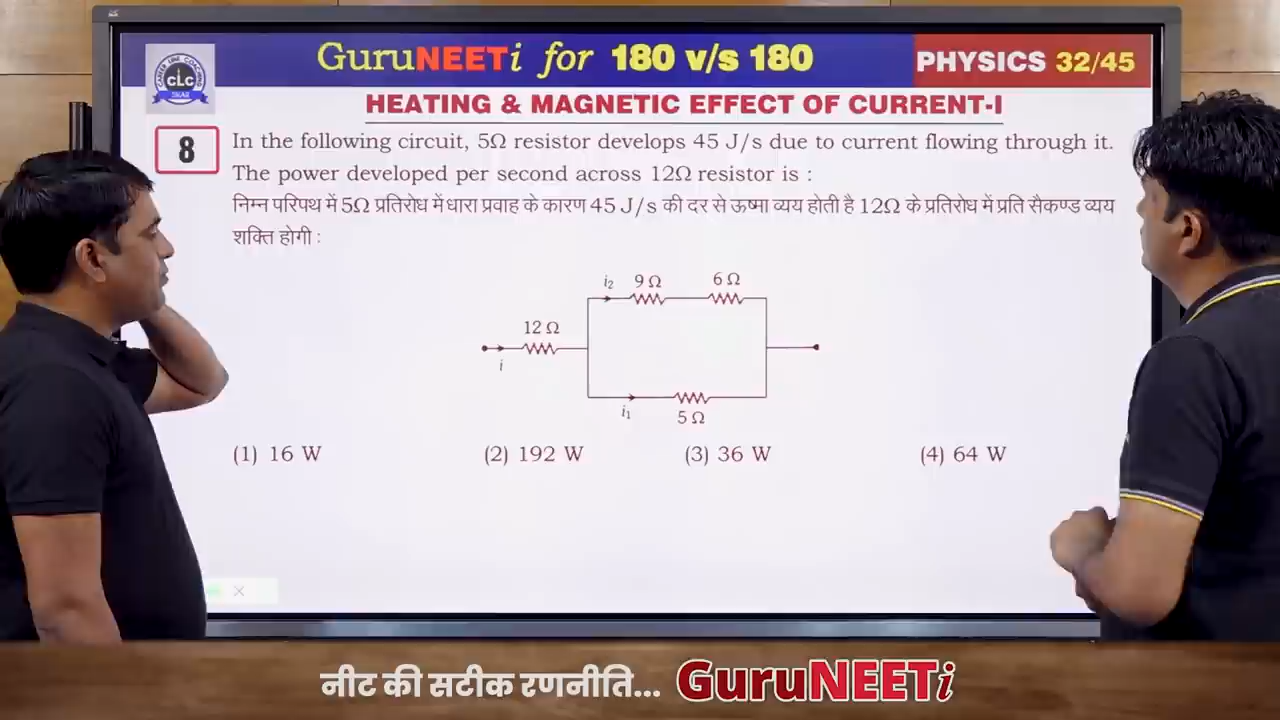 GuruNEETi for 180 v/s 180
PHYSICS 32/45
CLC
SIKAR
HEATING & MAGNETIC EFFECT OF CURRENT-I
8
In the following circuit, 5Ω resistor develops 45 J/s due to current flowing through it.
The power developed per second across 12Ω resistor is :
निम्न परिपथ में 5Ω प्रतिरोध में धारा प्रवाह के कारण 45 J/s की दर से ऊष्मा व्यय होती है 12Ω के प्रतिरोध में प्रति सैकण्ड व्यय
शक्ति होगी :
i₂ 9 Ω 6 Ω
12 Ω
i
i₁ 5 Ω
(1) 16 W (2) 192 W (3) 36 W (4) 64 W
नीट की सटीक रणनीति... GuruNEETi